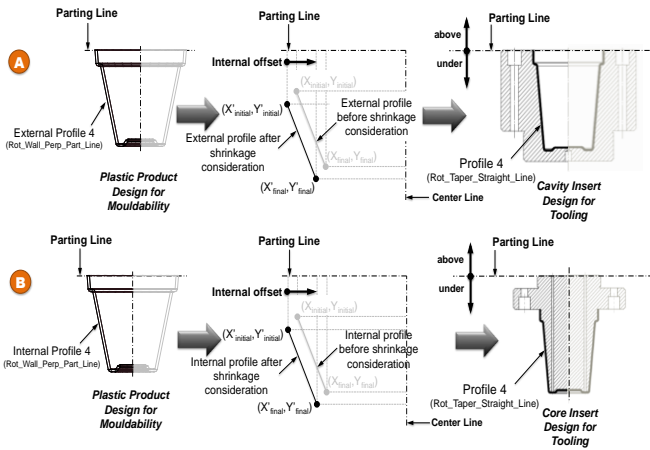 Parting Line
Parting Line
above
Parting Line
A
Internal offset
under
(X'initial,Y'initial)
(Xinitial,Yinitial)
External Profile 4
(Rot_Wall_Perp_Part_Line)
External profile after
shrinkage
consideration
External profile
before shrinkage
consideration
(Xfinal,Yfinal)
(X'final,Y'final)
Profile 4
(Rot_Taper_Straight_Line)
Plastic Product
Design for
Mouldability
Center Line
Cavity Insert
Design for
Tooling
Parting Line
Parting Line
above
Parting Line
B
Internal offset
under
(X'initial,Y'initial)
(Xinitial,Yinitial)
Internal Profile 4
(Rot_Wall_Perp_Part_Line)
Internal profile after
shrinkage
consideration
Internal profile
before shrinkage
consideration
(Xfinal,Yfinal)
(X'final,Y'final)
Profile 4
(Rot_Taper_Straight_Line)
Plastic Product
Design for
Mouldability
Center Line
Core Insert
Design for
Tooling